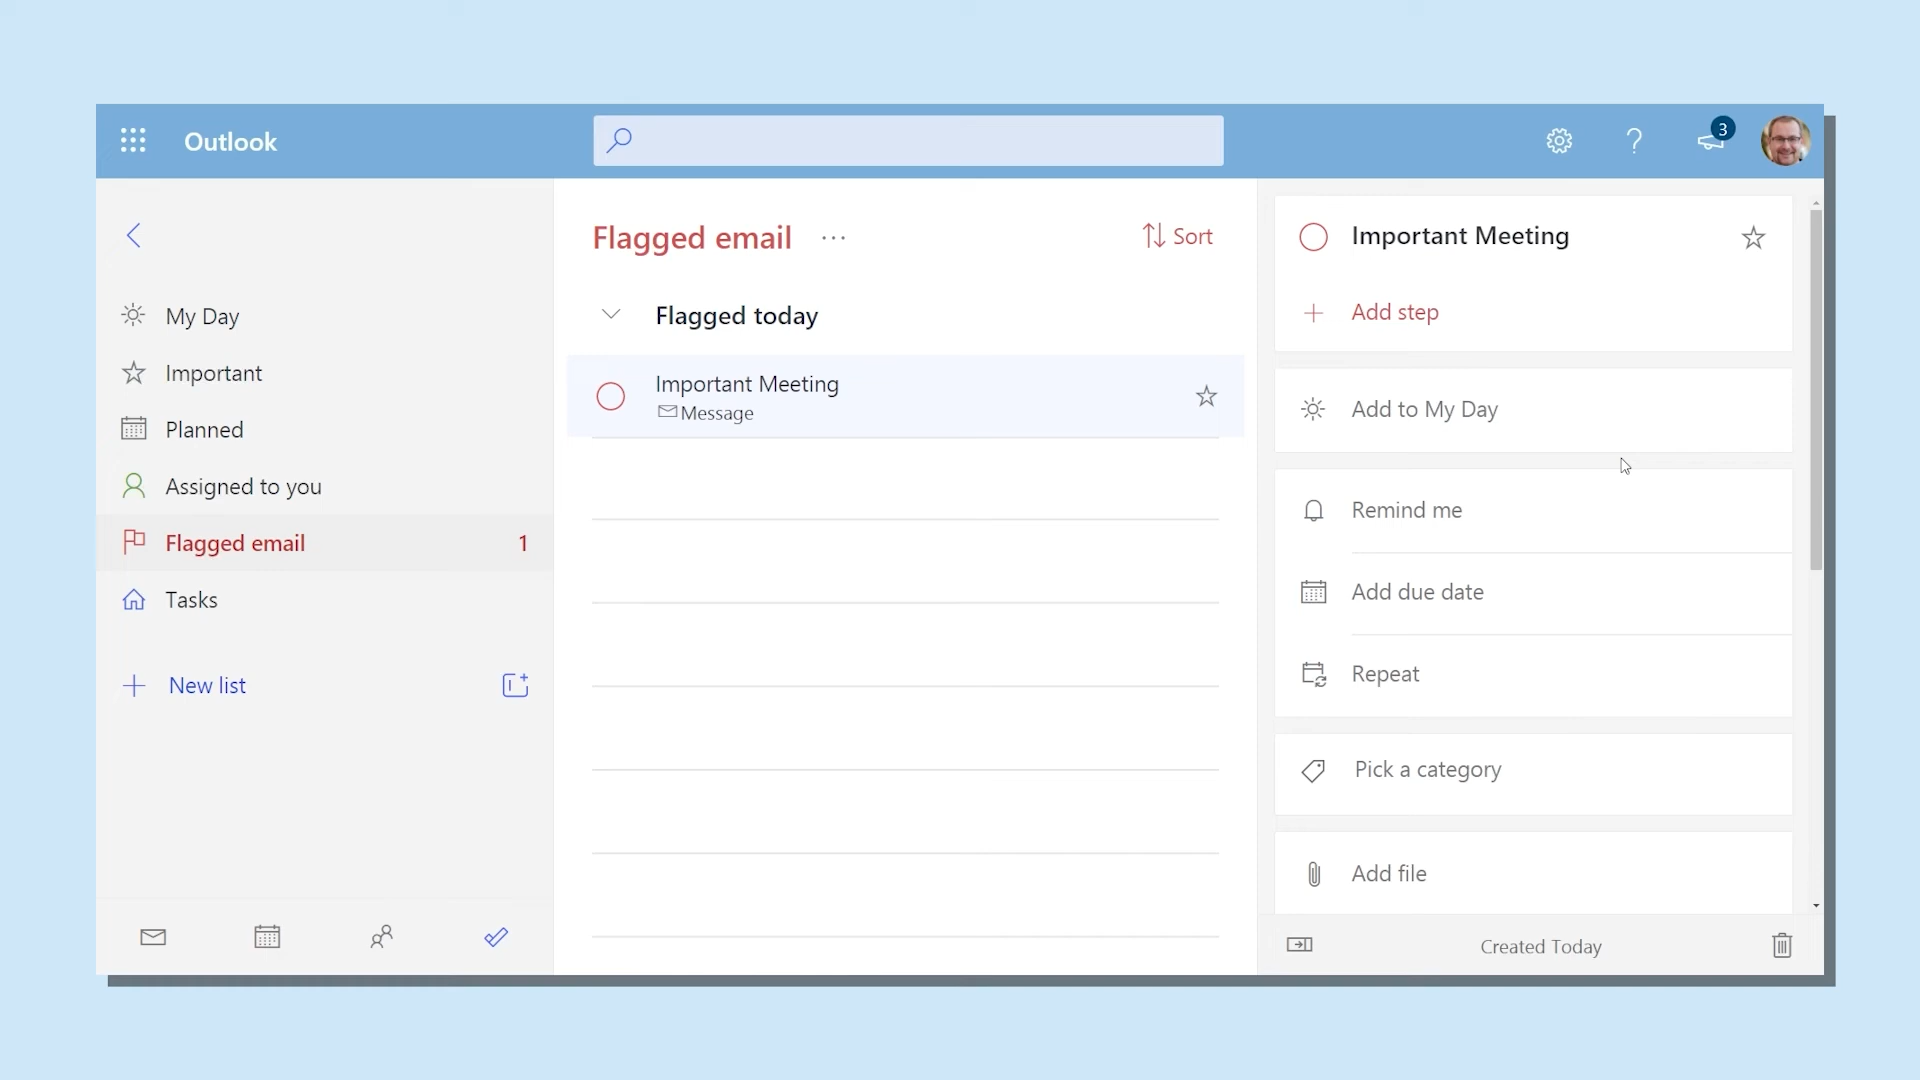 Outlook
3
My Day
Important
Planned
Assigned to you
Flagged email 1
Tasks
New list
Flagged email ...
Sort
Flagged today
Important Meeting
Message
Important Meeting
Add step
Add to My Day
Remind me
Add due date
Repeat
Pick a category
Add file
Created Today